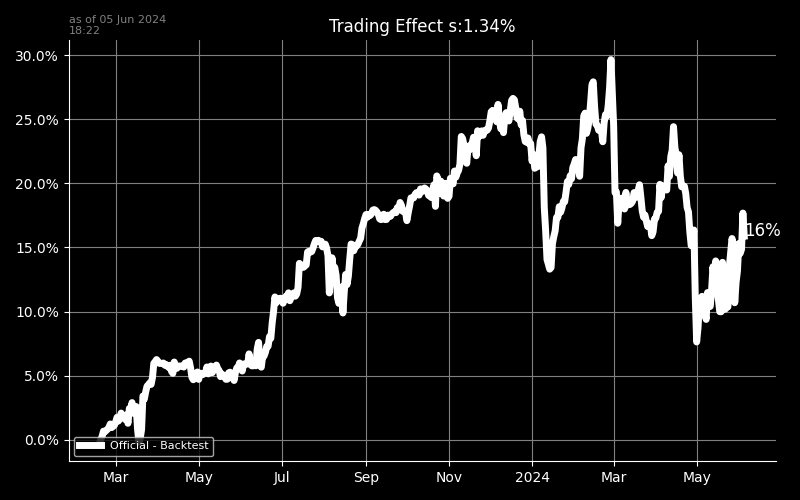 as of 05 Jun 2024
18:22
Trading Effect s:1.34%
30.0%
25.0%
20.0%
15.0%
10.0%
5.0%
0.0%
16%
Official - Backtest
Mar May Jul Sep Nov 2024 Mar May